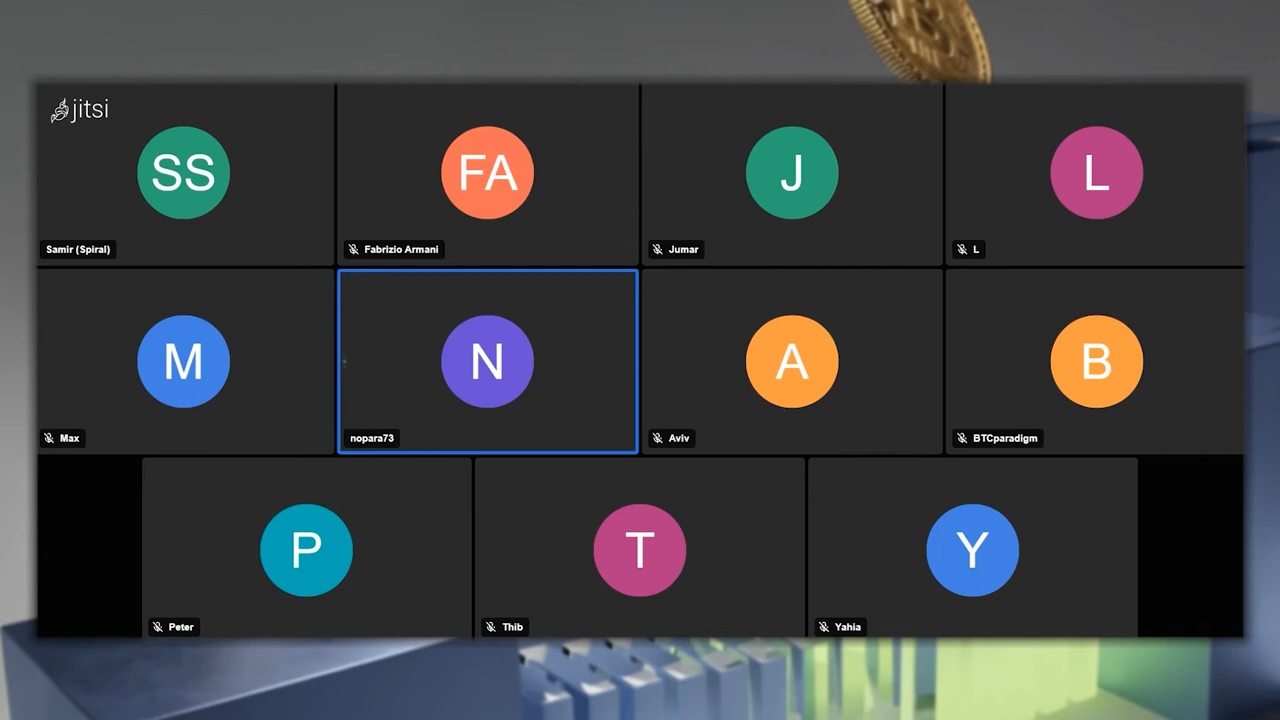 jitsi
SS
Samir (Spiral)
FA
Fabrizio Armani
J
Jumar
L
L
M
Max
N
nopara73
A
Aviv
B
BTCparadigm
P
Peter
T
Thib
Y
Yahia